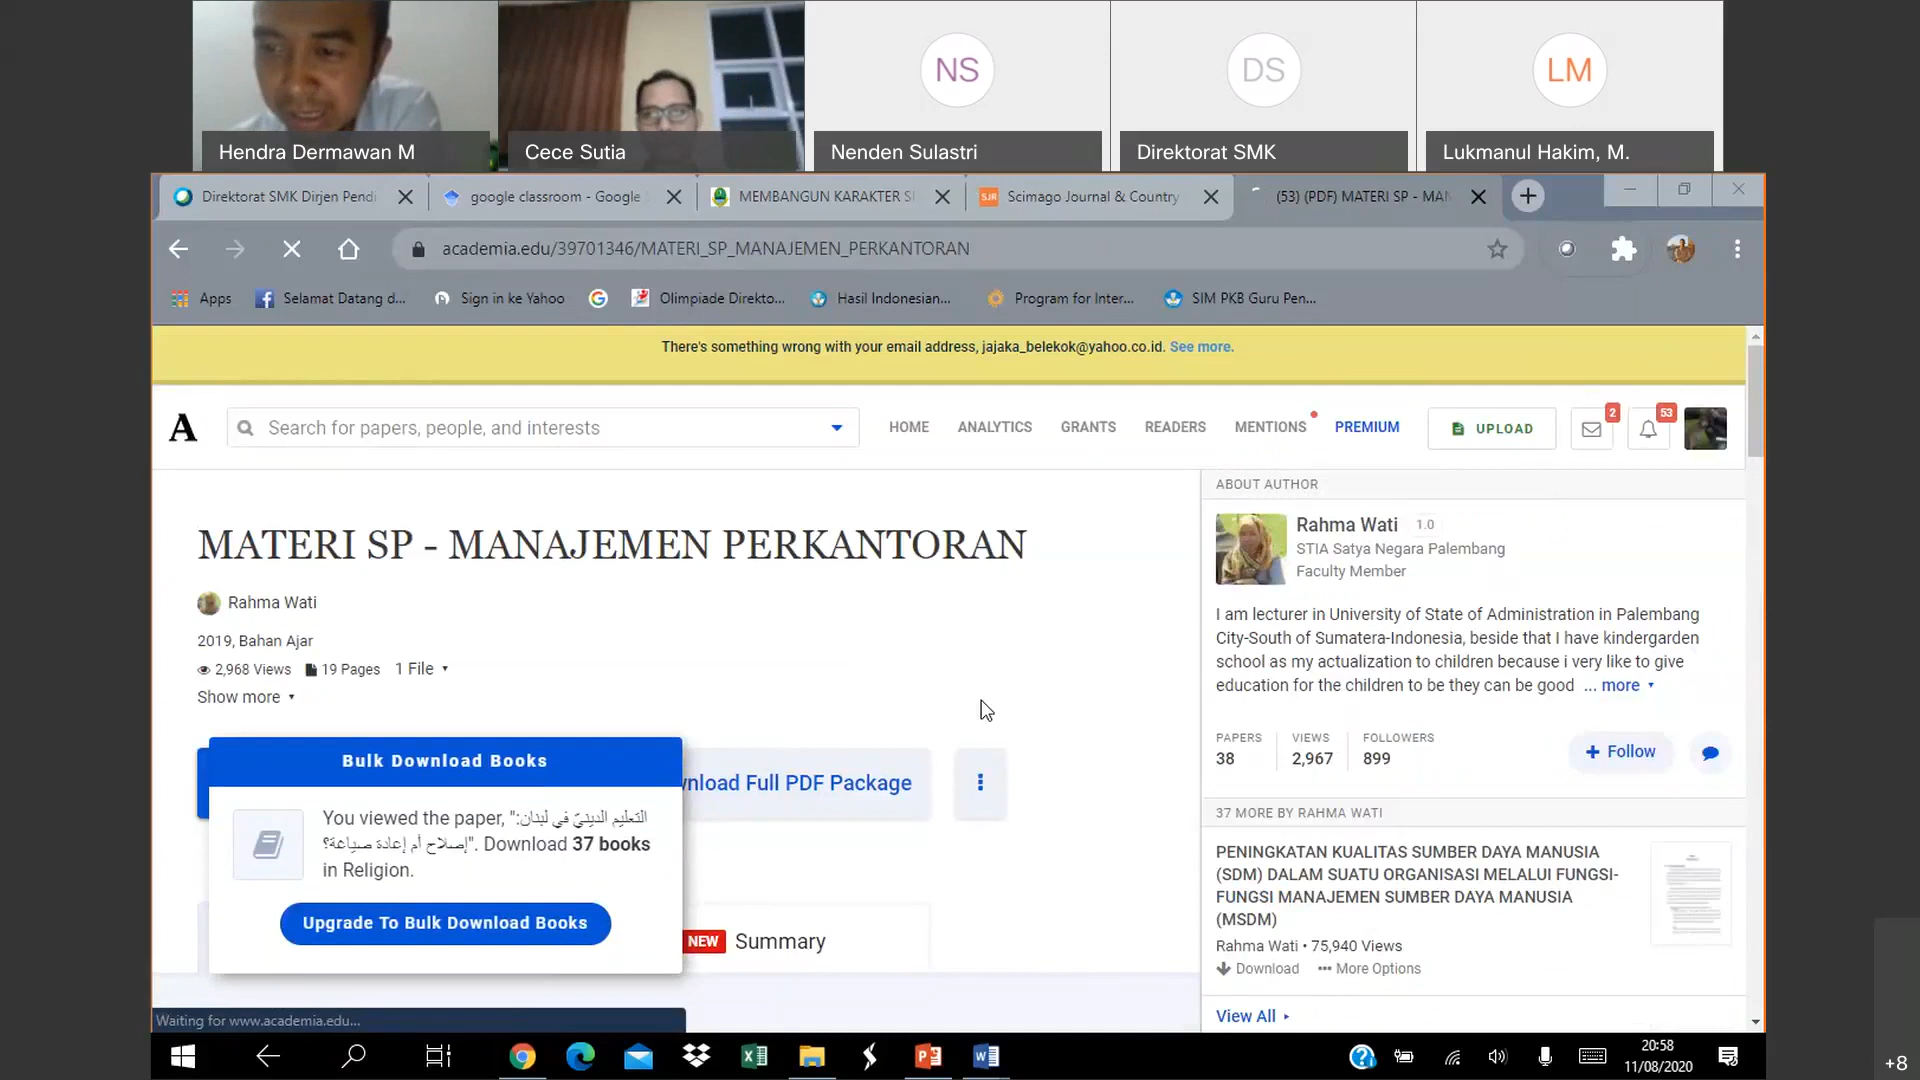 NS
DS
LM
Hendra Dermawan M
Cece Sutia
Nenden Sulastri
Direktorat SMK
Lukmanul Hakim, M.
Direktorat SMK Dirjen Pendi
google classroom - Google
MEMBANGUN KARAKTER S
SJR
Scimago Journal & Country
(53) (PDF) MATERI SP - MAN
academia.edu/39701346/MATERI_SP_MANAJEMEN_PERKANTORAN
Apps
Selamat Datang d...
Sign in ke Yahoo
Olimpiade Direkto...
Hasil Indonesian...
Program for Inter...
SIM PKB Guru Pen...
There's something wrong with your email address, jajaka_belekok@yahoo.co.id. See more.
A
Search for papers, people, and interests
HOME
ANALYTICS
GRANTS
READERS
MENTIONS
PREMIUM
UPLOAD
2
53
MATERI SP - MANAJEMEN PERKANTORAN
Rahma Wati
2019, Bahan Ajar
2,968 Views
19 Pages
1 File
Show more
Bulk Download Books
You viewed the paper, "التعليم الدينيّ في لبنان:
إصلاح أم إعادة صياغة؟". Download 37 books
in Religion.
Upgrade To Bulk Download Books
nload Full PDF Package
NEW
Summary
ABOUT AUTHOR
Rahma Wati 1.0
STIA Satya Negara Palembang
Faculty Member
I am lecturer in University of State of Administration in Palembang
City-South of Sumatera-Indonesia, beside that I have kindergarden
school as my actualization to children because i very like to give
education for the children to be they can be good ... more
PAPERS
38
VIEWS
2,967
FOLLOWERS
899
Follow
37 MORE BY RAHMA WATI
PENINGKATAN KUALITAS SUMBER DAYA MANUSIA
(SDM) DALAM SUATU ORGANISASI MELALUI FUNGSI-
FUNGSI MANAJEMEN SUMBER DAYA MANUSIA
(MSDM)
Rahma Wati • 75,940 Views
Download
More Options
View All
Waiting for www.academia.edu...
20:58
11/08/2020
+8